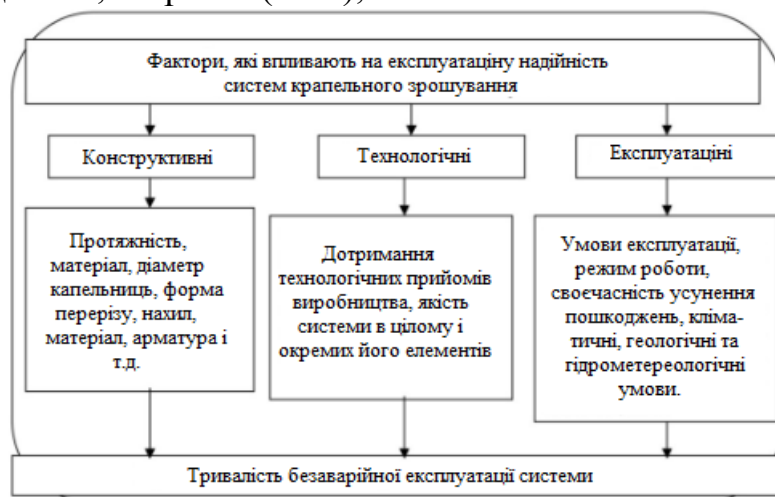 Фактори, які впливають на експлуатаціну надійність
систем крапельного зрошування
Конструктивні
Технологічні
Експлуатаціні
Протяжність,
матеріал, діаметр
капельниць, форма
перерізу, нахил,
матеріал, арматура і
т.д.
Дотримання
технологічних прийомів
виробництва, якість
системи в цілому і
окремих його елементів
Умови експлуатації,
режим роботи,
своєчасність усунення
пошкоджень, кліма-
тичні, геологічні та
гідрометереологічні
умови.
Тривалість безаварійної експлуатації системи